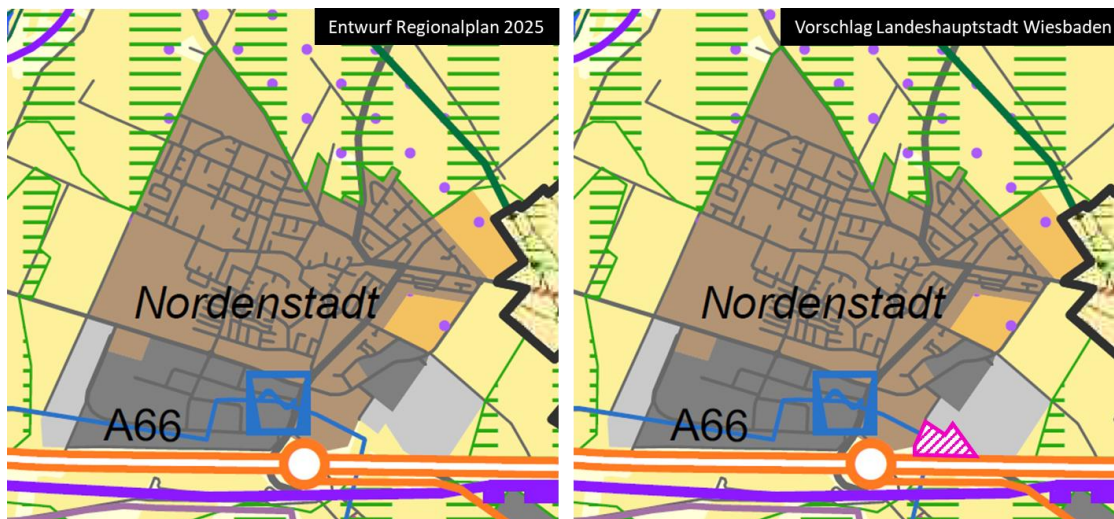 Entwurf Regionalplan 2025
Vorschlag Landeshauptstadt Wiesbaden
Nordenstadt
Nordenstadt
A66
A66